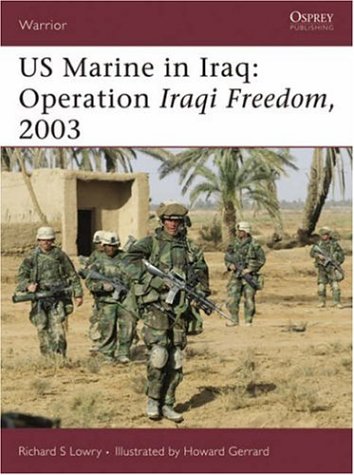 Warrior
OSPREY
PUBLISHING
US Marine in Iraq:
Operation Iraqi Freedom,
2003
Richard S Lowry • Illustrated by Howard Gerrard